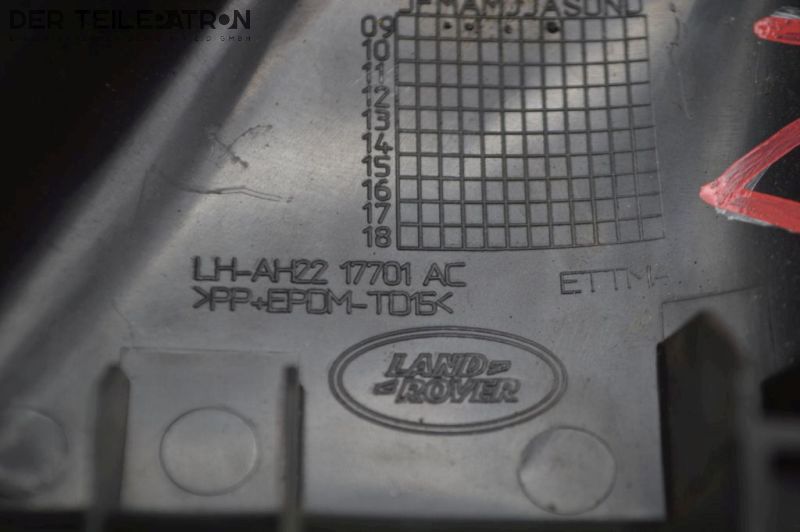 DER TEILEPATRON
JFMAMJJASOND
09
10
11
12
13
14
15
16
17
18
LH-AH22 17701 AC
>PP+EPDM-TD15<
LAND
ROVER